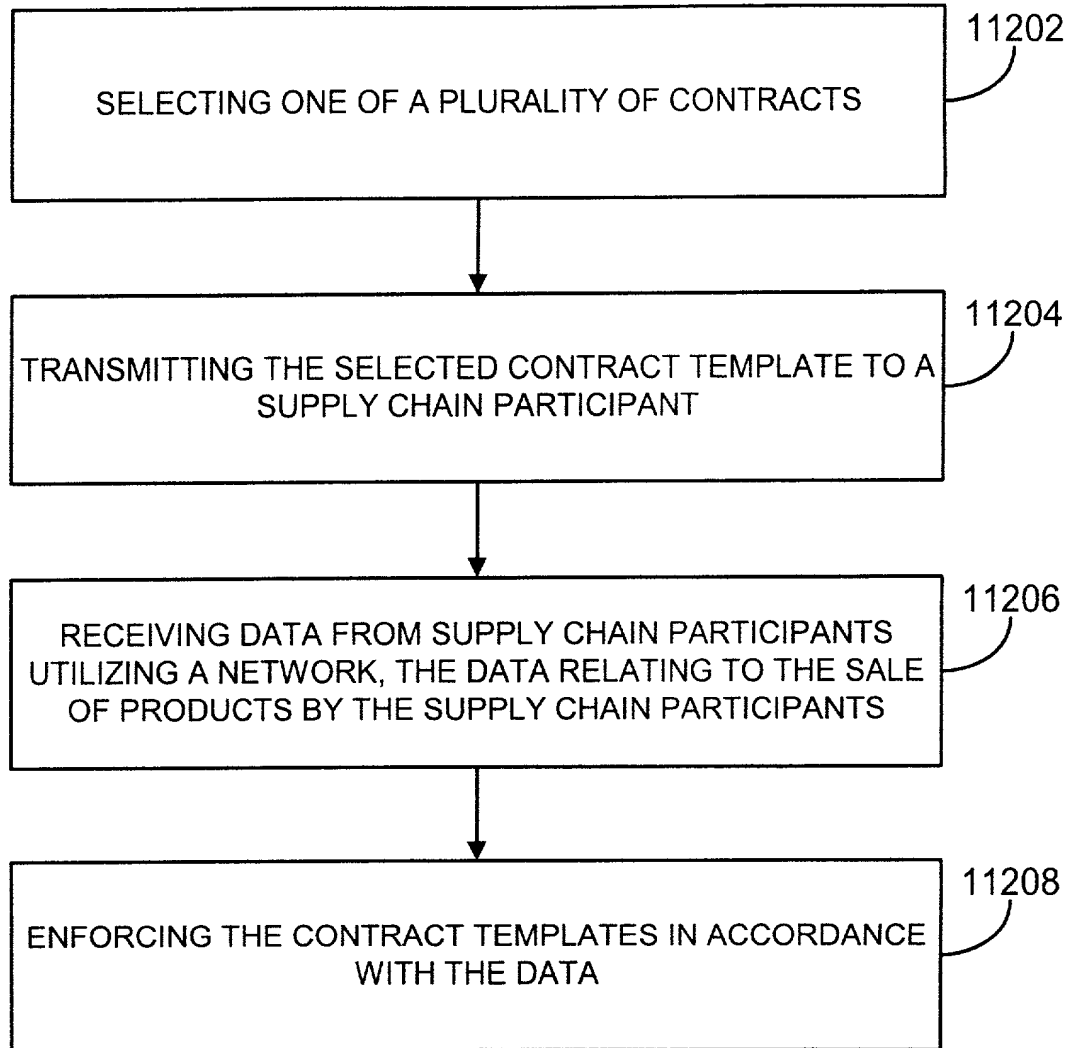 11202
SELECTING ONE OF A PLURALITY OF CONTRACTS
11204
TRANSMITTING THE SELECTED CONTRACT TEMPLATE TO A
SUPPLY CHAIN PARTICIPANT
11206
RECEIVING DATA FROM SUPPLY CHAIN PARTICIPANTS
UTILIZING A NETWORK, THE DATA RELATING TO THE SALE
OF PRODUCTS BY THE SUPPLY CHAIN PARTICIPANTS
11208
ENFORCING THE CONTRACT TEMPLATES IN ACCORDANCE
WITH THE DATA